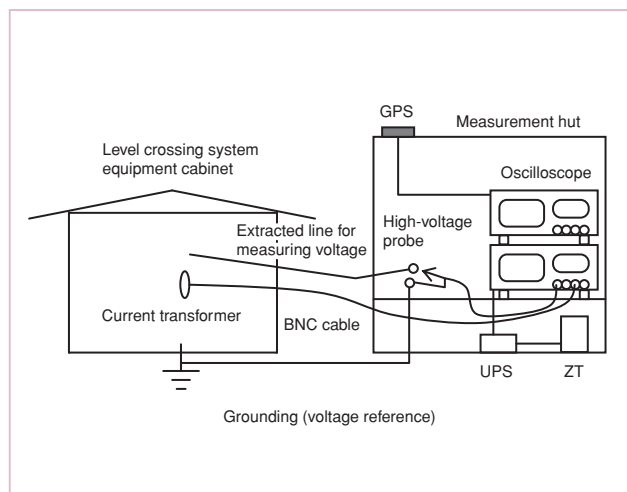 GPS
Measurement hut
Level crossing system
equipment cabinet
Oscilloscope
Extracted line for
measuring voltage
High-voltage
probe
Current transformer
BNC cable
UPS
ZT
Grounding (voltage reference)